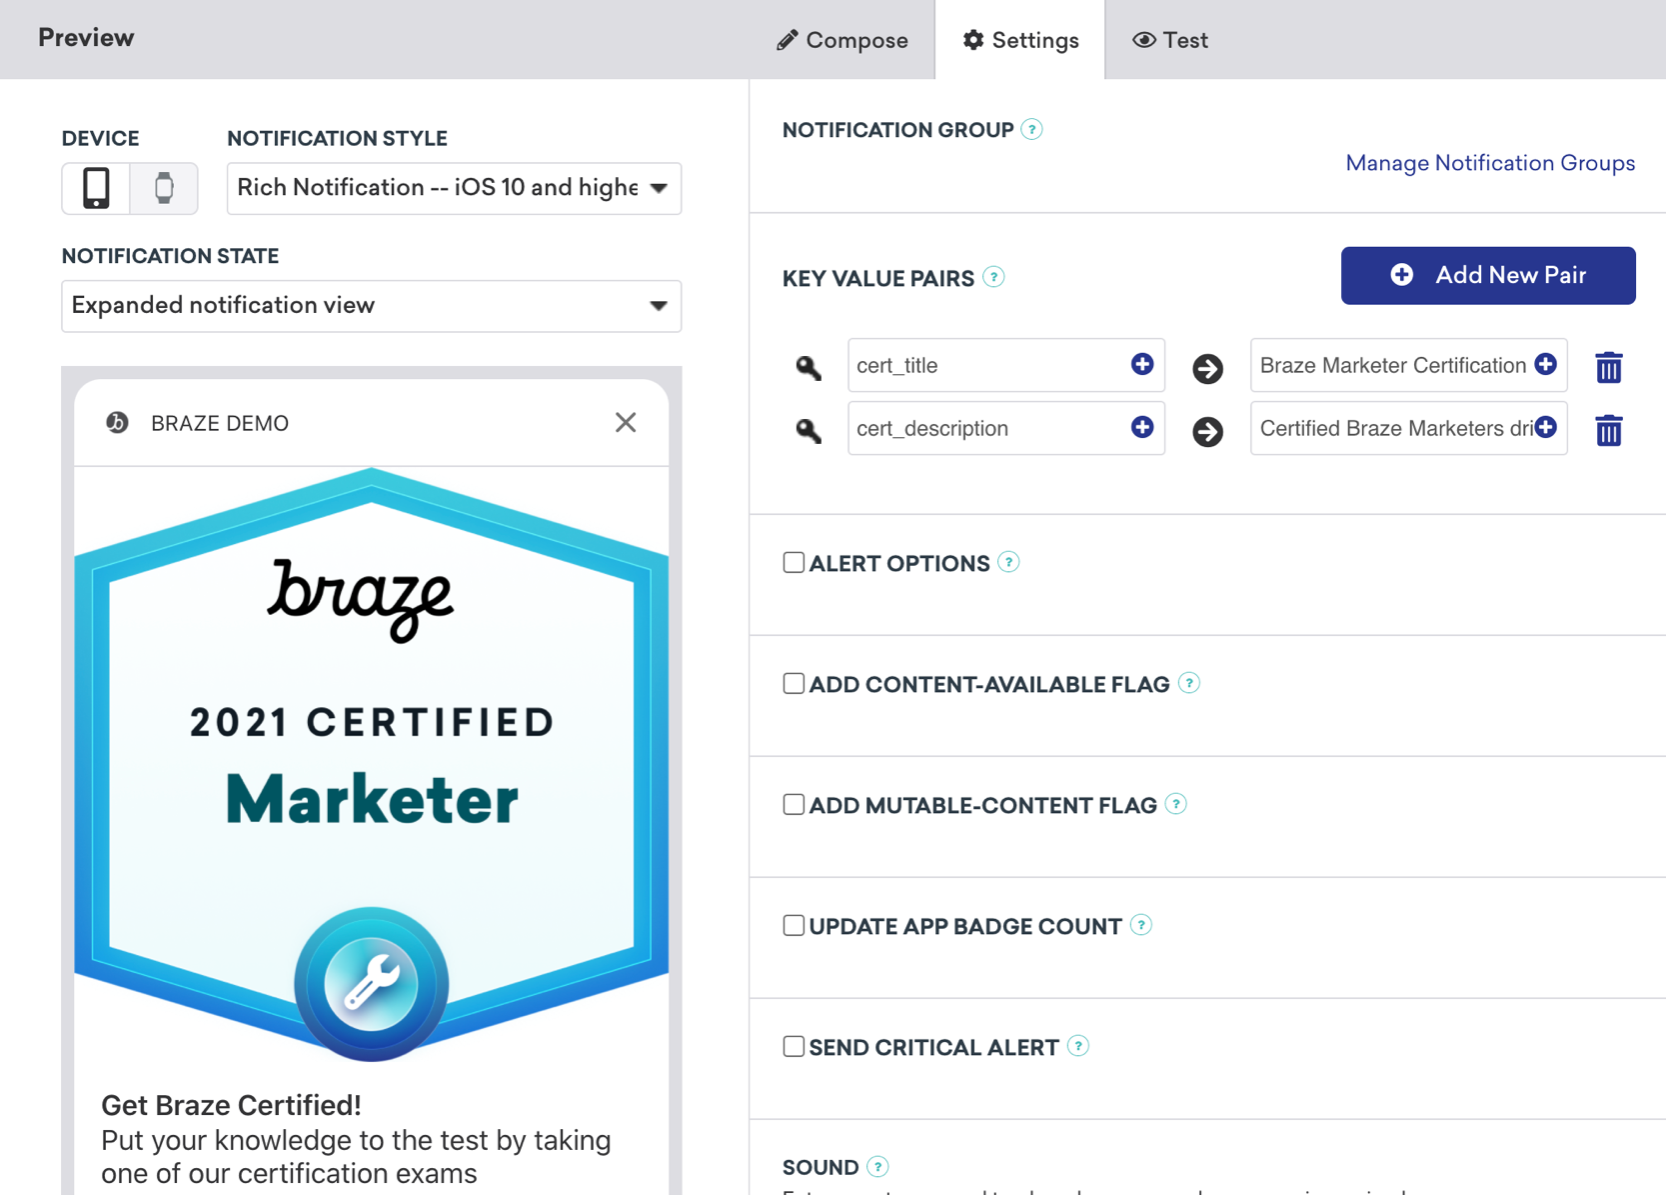 Preview
Compose
Settings
Test
DEVICE
NOTIFICATION STYLE
Rich Notification -- iOS 10 and highe
NOTIFICATION STATE
Expanded notification view
BRAZE DEMO
braze
2021 CERTIFIED
Marketer
Get Braze Certified!
Put your knowledge to the test by taking
one of our certification exams
NOTIFICATION GROUP ?
Manage Notification Groups
KEY VALUE PAIRS ?
Add New Pair
cert_title
Braze Marketer Certification
cert_description
Certified Braze Marketers dri
ALERT OPTIONS ?
ADD CONTENT-AVAILABLE FLAG ?
ADD MUTABLE-CONTENT FLAG ?
UPDATE APP BADGE COUNT ?
SEND CRITICAL ALERT ?
SOUND ?